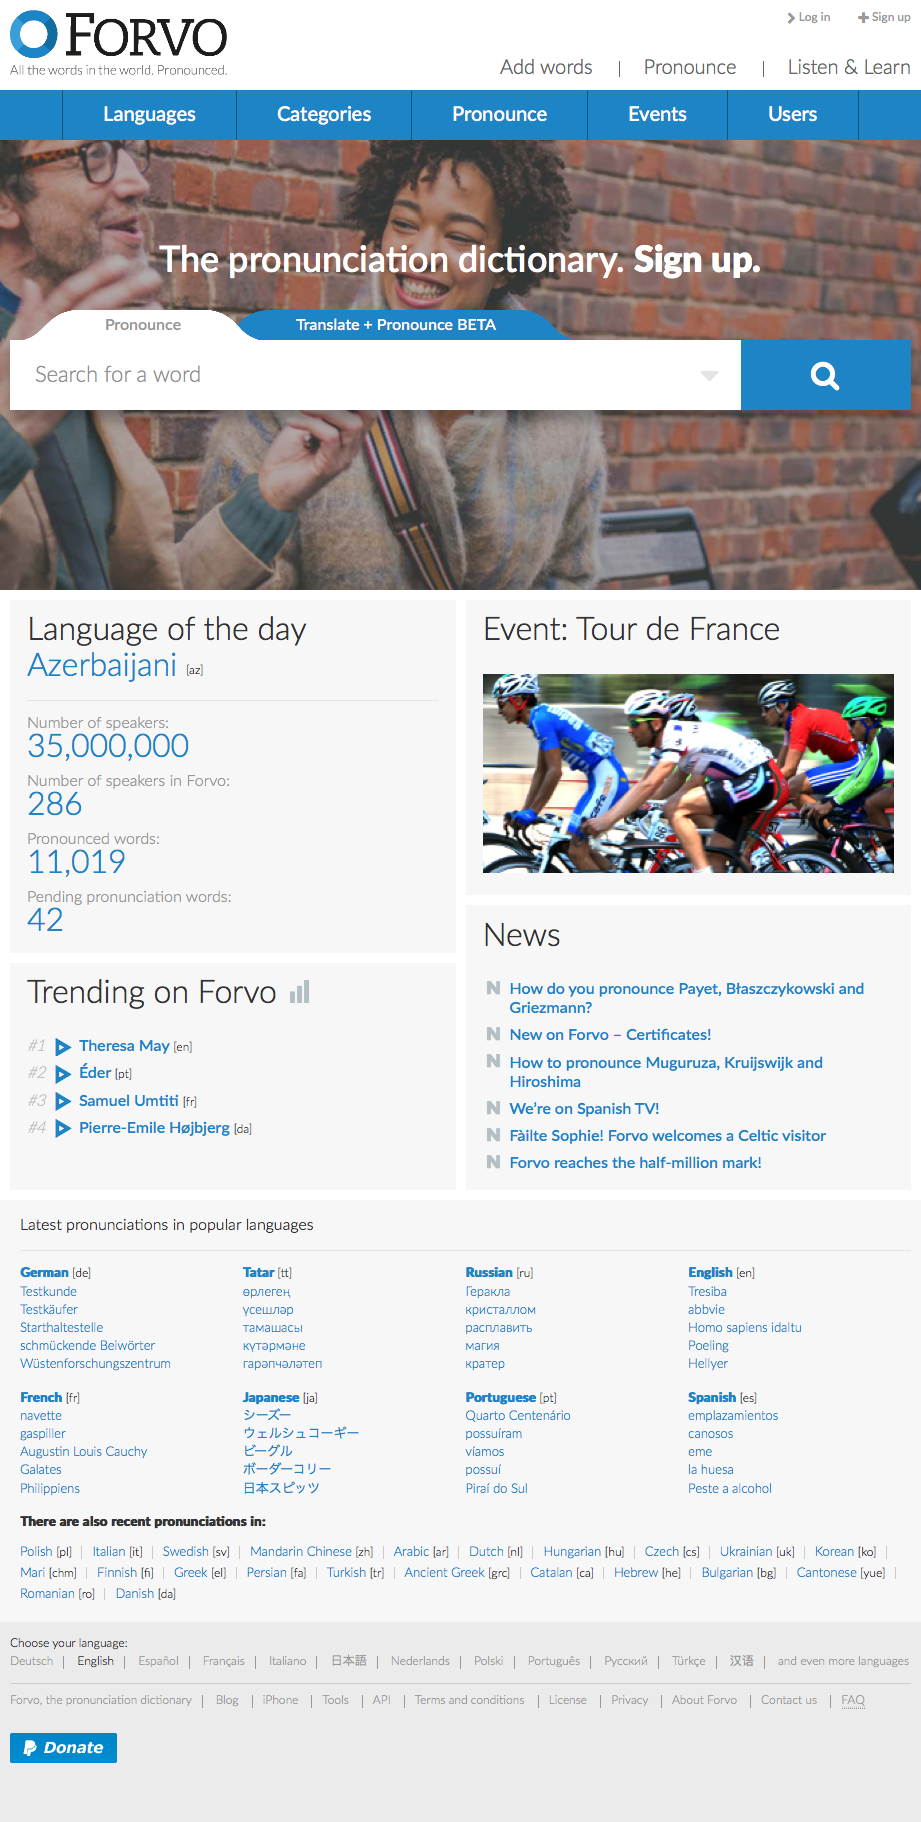 FORVO
All the words in the world. Pronounced.
Log in
Sign up
Add words | Pronounce | Listen & Learn
Languages
Categories
Pronounce
Events
Users
The pronunciation dictionary. Sign up.
Pronounce
Translate + Pronounce BETA
Search for a word
Language of the day
Azerbaijani [az]
Number of speakers:
35,000,000
Number of speakers in Forvo:
286
Pronounced words:
11,019
Pending pronunciation words:
42
Trending on Forvo
#1 Theresa May [en]
#2 Éder [pt]
#3 Samuel Umtiti [fr]
#4 Pierre-Emile Højbjerg [da]
Event: Tour de France
News
N How do you pronounce Payet, Błaszczykowski and
Griezmann?
N New on Forvo – Certificates!
N How to pronounce Muguruza, Kruijswijk and
Hiroshima
N We're on Spanish TV!
N Fàilte Sophie! Forvo welcomes a Celtic visitor
N Forvo reaches the half-million mark!
Latest pronunciations in popular languages
German [de]
Testkunde
Testkäufer
Starthaltestelle
schmückende Beiwörter
Wüstenforschungszentrum
Tatar [tt]
өрлегең
үсешләр
тамашасы
күтәрмәне
гарәпчәләтеп
Russian [ru]
Геракла
кристаллом
расплавить
магия
кратер
English [en]
Tresiba
abbvie
Homo sapiens idaltu
Poeling
Hellyer
French [fr]
navette
gaspiller
Augustin Louis Cauchy
Galates
Philippiens
Japanese [ja]
シーズー
ウェルシュコーギー
ビーグル
ボーダーコリー
日本スピッツ
Portuguese [pt]
Quarto Centenário
possuíram
víamos
possuí
Piraí do Sul
Spanish [es]
emplazamientos
canosos
eme
la huesa
Peste a alcohol
There are also recent pronunciations in:
Polish [pl] | Italian [it] | Swedish [sv] | Mandarin Chinese [zh] | Arabic [ar] | Dutch [nl] | Hungarian [hu] | Czech [cs] | Ukrainian [uk] | Korean [ko] |
Mari [chm] | Finnish [fi] | Greek [el] | Persian [fa] | Turkish [tr] | Ancient Greek [grc] | Catalan [ca] | Hebrew [he] | Bulgarian [bg] | Cantonese [yue] |
Romanian [ro] | Danish [da]
Choose your language:
Deutsch | English | Español | Français | Italiano | 日本語 | Nederlands | Polski | Português | Русский | Türkçe | 汉语 | and even more languages
Forvo, the pronunciation dictionary | Blog | iPhone | Tools | API | Terms and conditions | License | Privacy | About Forvo | Contact us | FAQ
Donate